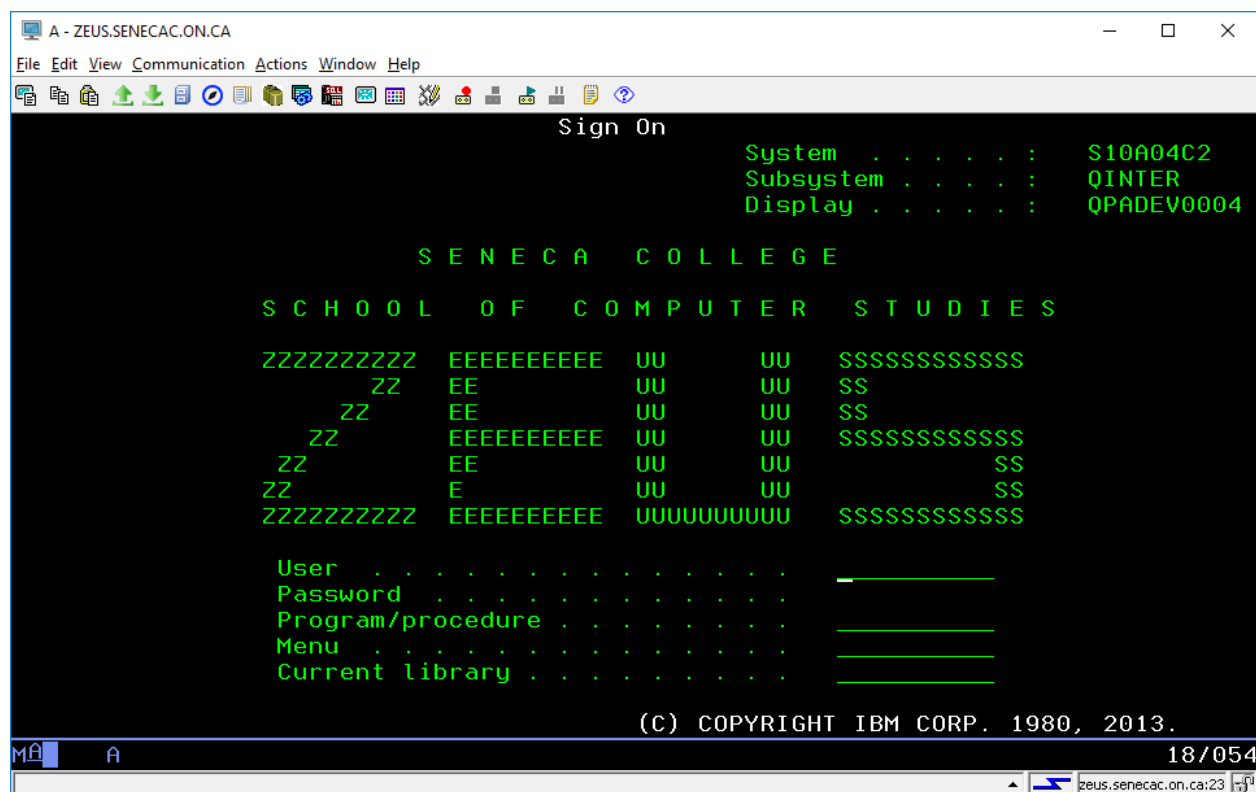 A - ZEUS.SENECAC.ON.CA
File Edit View Communication Actions Window Help
Sign On
System . . . . . : S10A04C2
Subsystem . . . . : QINTER
Display . . . . . : QPADEV0004
S E N E C A C O L L E G E
S C H O O L O F C O M P U T E R S T U D I E S
ZZZZZZZZZZ EEEEEEEEEE UU UU SSSSSSSSSSSS
ZZ EE UU UU SS
ZZ EE UU UU SS
ZZ EEEEEEEEEE UU UU SSSSSSSSSSSS
ZZ EE UU UU SS
ZZ E UU UU SS
ZZZZZZZZZZ EEEEEEEEEE UUUUUUUUUU SSSSSSSSSSSS
User . . . . . . . . . . . . . .
Password . . . . . . . . . . . .
Program/procedure . . . . . . . .
Menu . . . . . . . . . . . . . .
Current library . . . . . . . . .
(C) COPYRIGHT IBM CORP. 1980, 2013.
MA A 18/054
zeus.senecac.on.ca:23